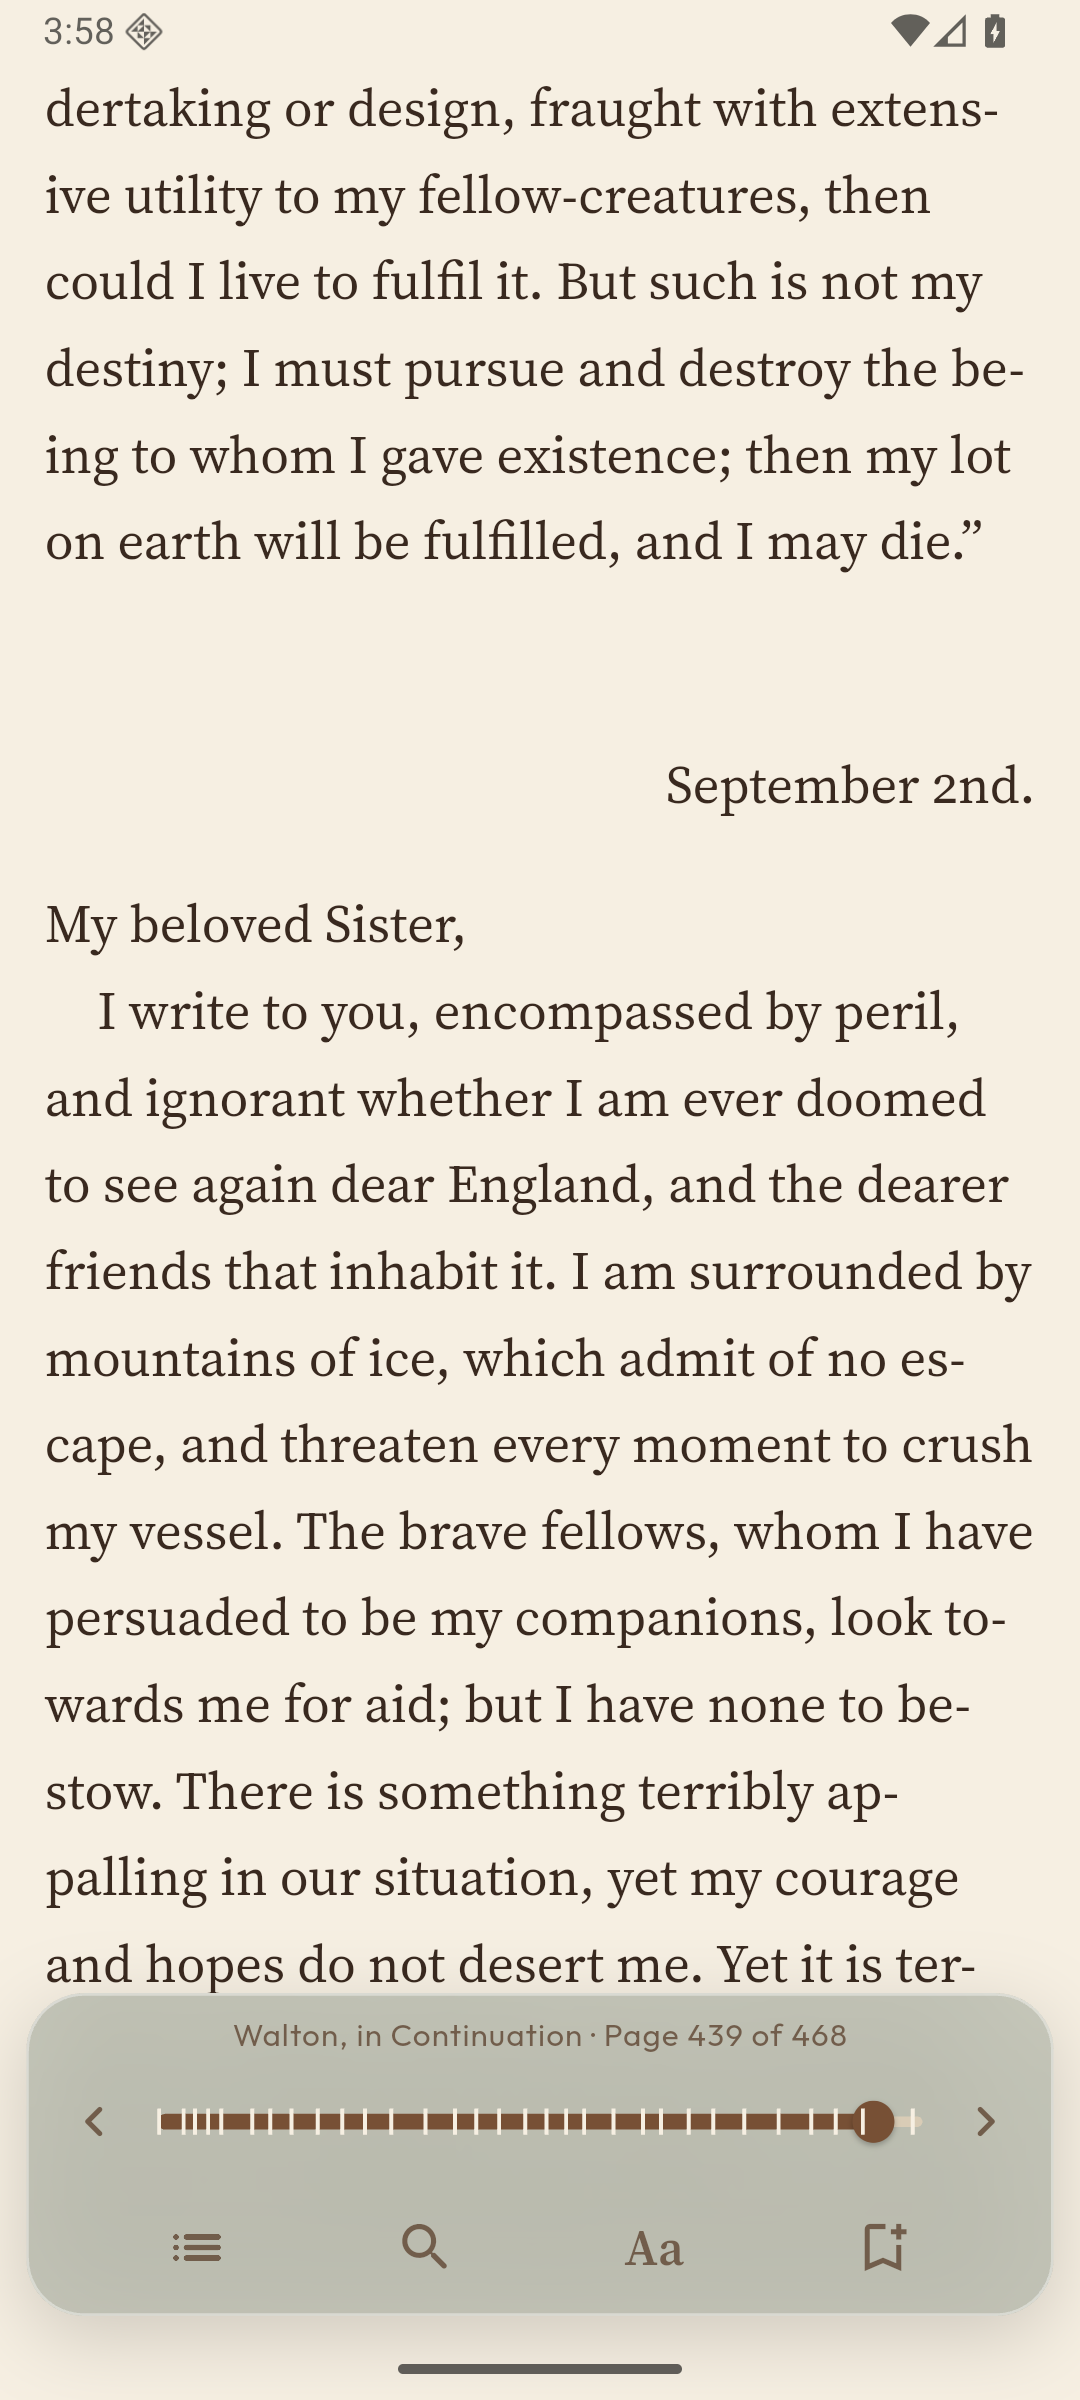 3:58
dertaking or design, fraught with extens-
ive utility to my fellow-creatures, then
could I live to fulfil it. But such is not my
destiny; I must pursue and destroy the be-
ing to whom I gave existence; then my lot
on earth will be fulfilled, and I may die.”
September 2nd.
My beloved Sister,
I write to you, encompassed by peril,
and ignorant whether I am ever doomed
to see again dear England, and the dearer
friends that inhabit it. I am surrounded by
mountains of ice, which admit of no es-
cape, and threaten every moment to crush
my vessel. The brave fellows, whom I have
persuaded to be my companions, look to-
wards me for aid; but I have none to be-
stow. There is something terribly ap-
palling in our situation, yet my courage
and hopes do not desert me. Yet it is ter-
Walton, in Continuation · Page 439 of 468
Aa